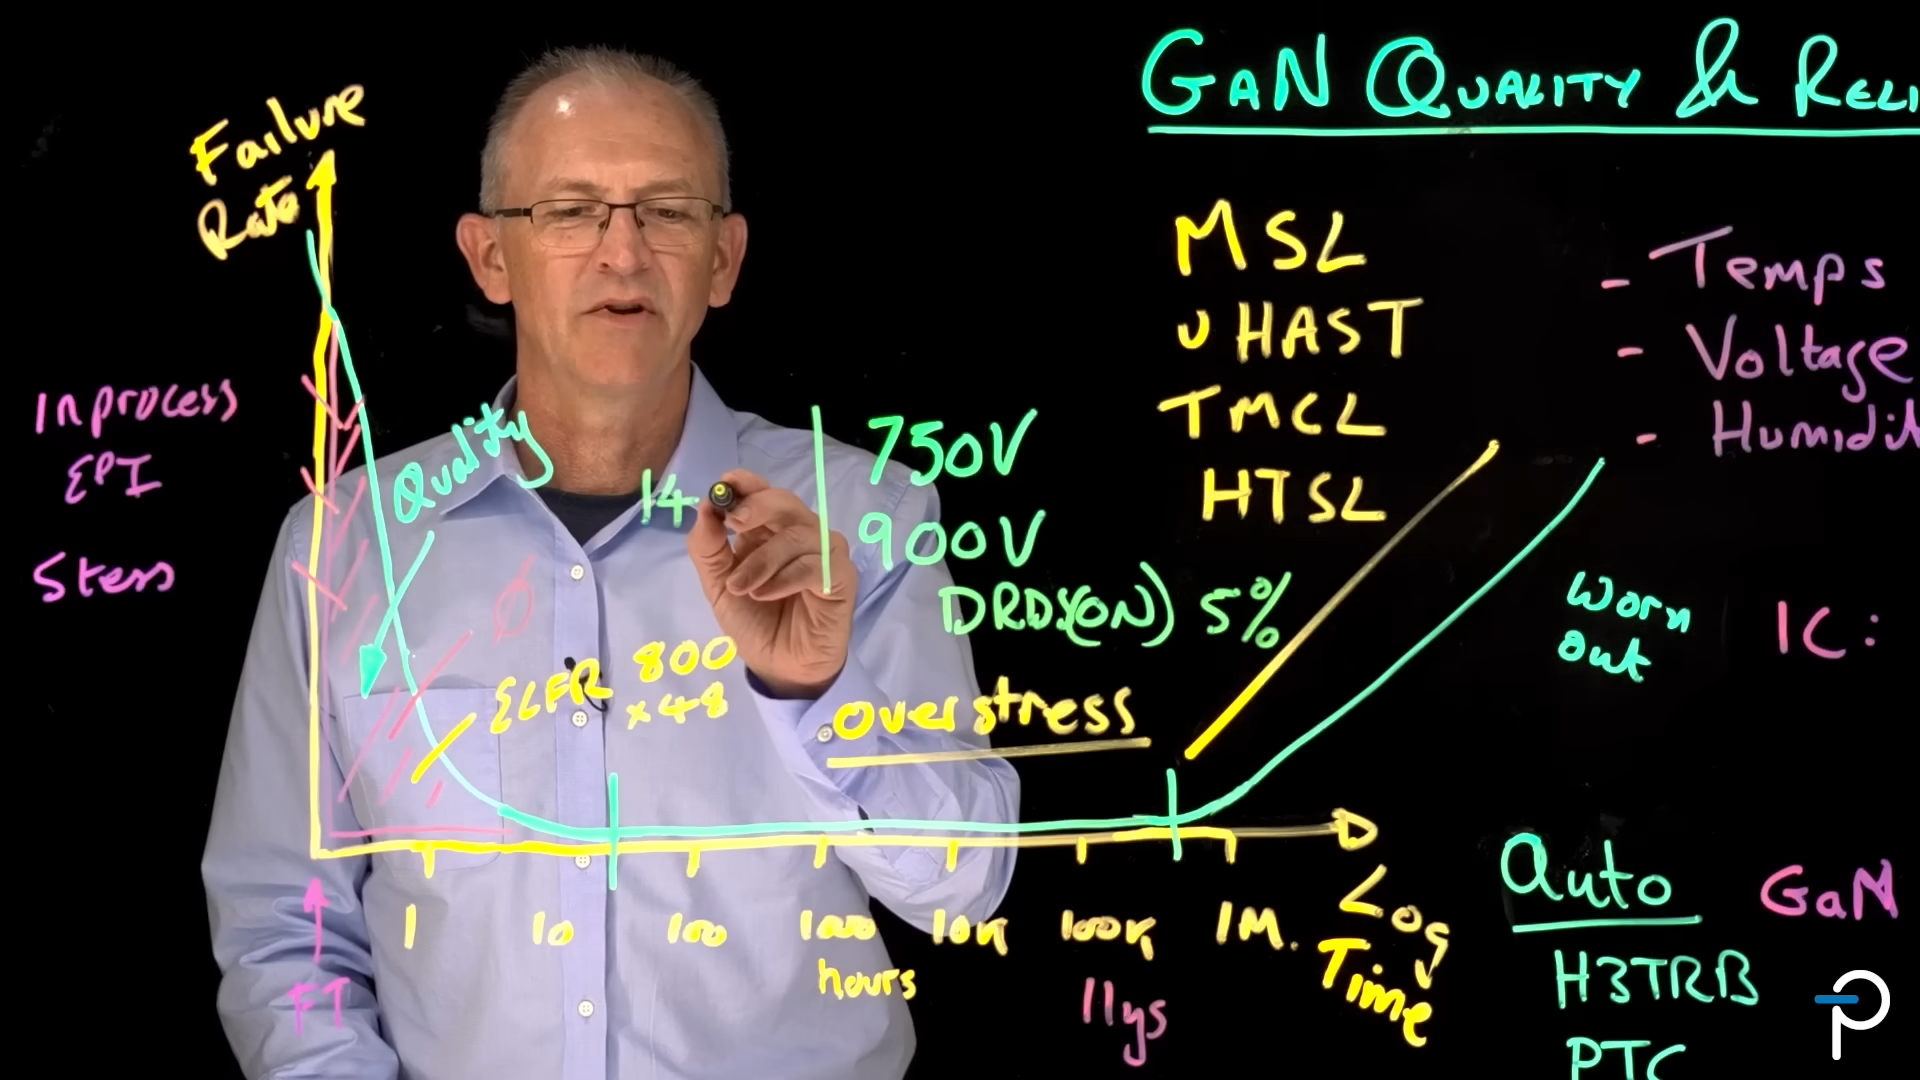 GaN QUALITY & RELI
Failure
Rate
MSL
UHAST
TMCL
HTSL
- Temps
- Voltage
- Humidit
Inprocess
EPI
Stess
Quality
14
750V
900V
DRDS(ON) 5%
ELFR 800
x48
Overstress
Worn
out
IC:
1 10 100 1000 10K 100K 1M.
hours
11ys
Log
Time
FT
Auto
GaN
H3TRB
PTC